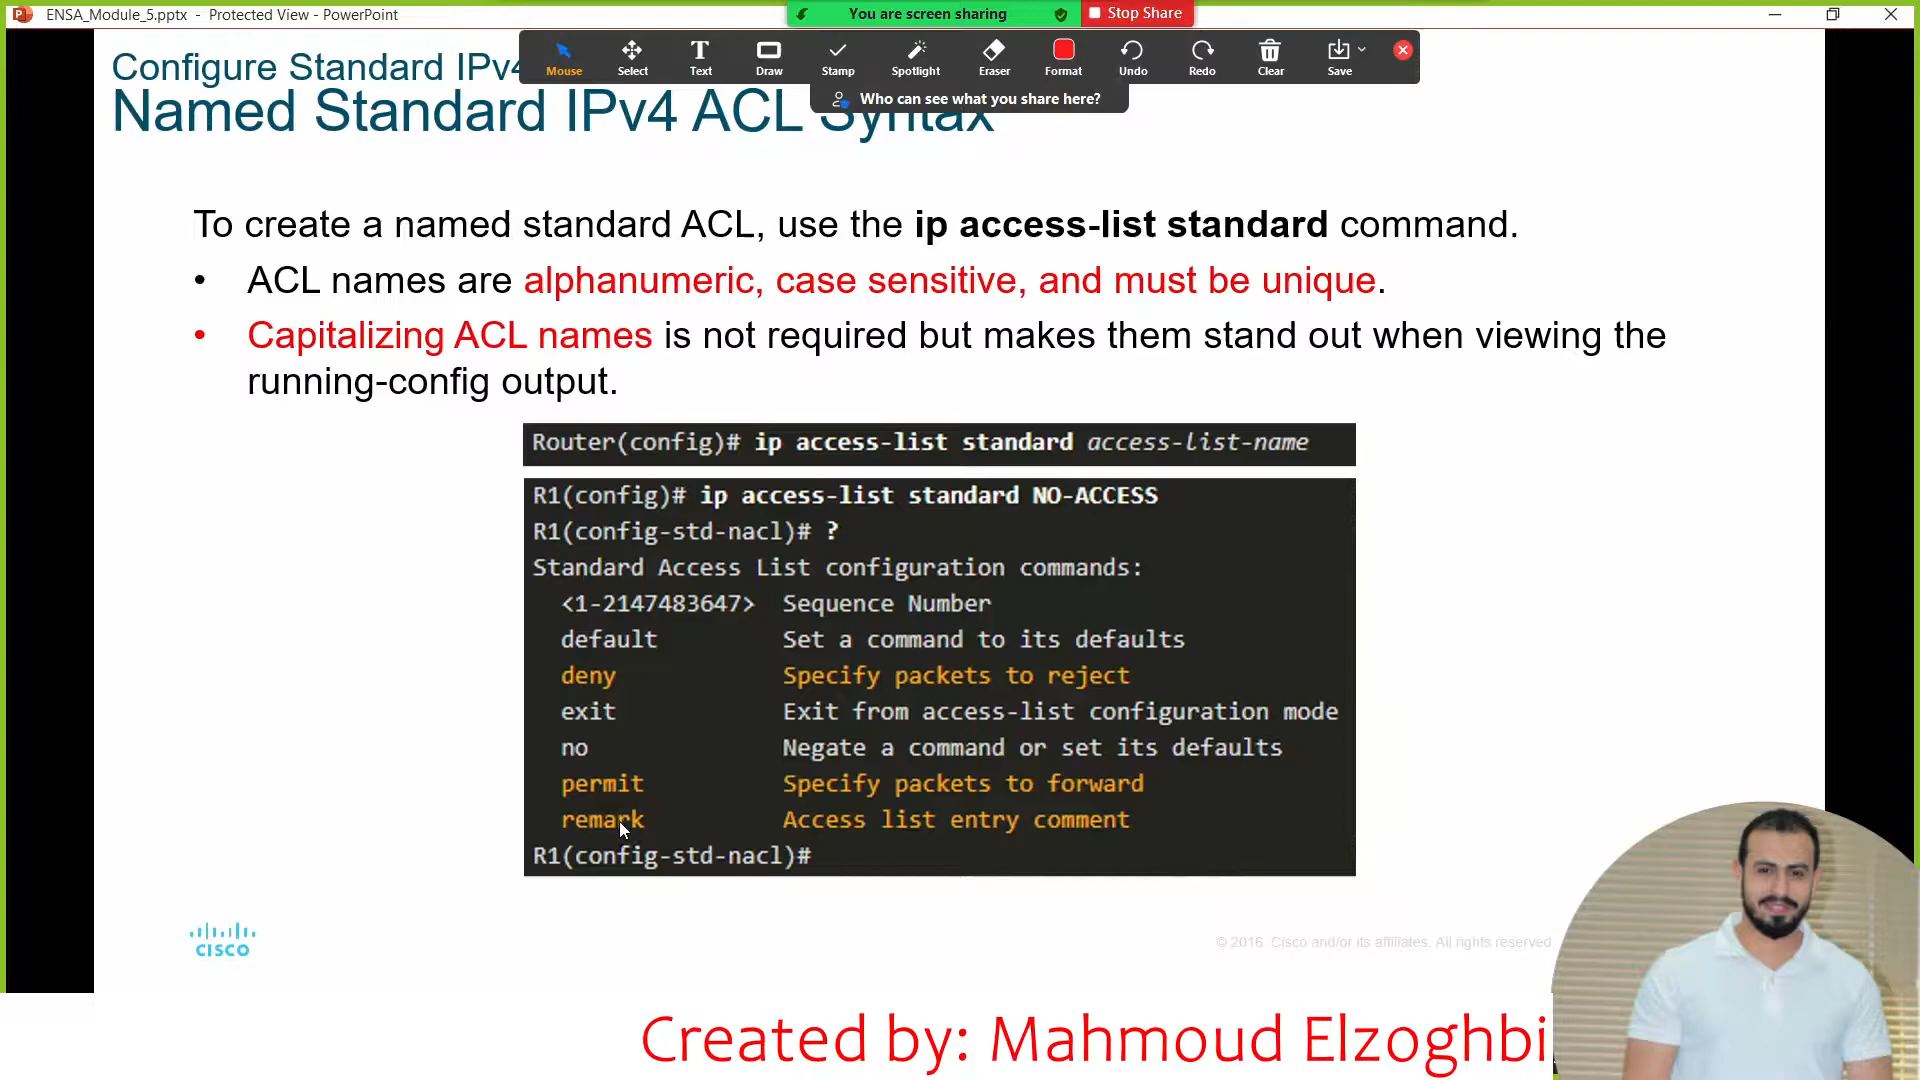 ENSA_Module_5.pptx - Protected View - PowerPoint
You are screen sharing
Stop Share
Mouse
Select
Text
Draw
Stamp
Spotlight
Eraser
Format
Undo
Redo
Clear
Save
Who can see what you share here?
Configure Standard IPv4
Named Standard IPv4 ACL Syntax
To create a named standard ACL, use the ip access-list standard command.
• ACL names are alphanumeric, case sensitive, and must be unique.
• Capitalizing ACL names is not required but makes them stand out when viewing the
running-config output.
Router(config)# ip access-list standard access-list-name
R1(config)# ip access-list standard NO-ACCESS
R1(config-std-nacl)# ?
Standard Access List configuration commands:
<1-2147483647> Sequence Number
default Set a command to its defaults
deny Specify packets to reject
exit Exit from access-list configuration mode
no Negate a command or set its defaults
permit Specify packets to forward
remark Access list entry comment
R1(config-std-nacl)#
CISCO
© 2016 Cisco and/or its affiliates. All rights reserved
Created by: Mahmoud Elzoghbi